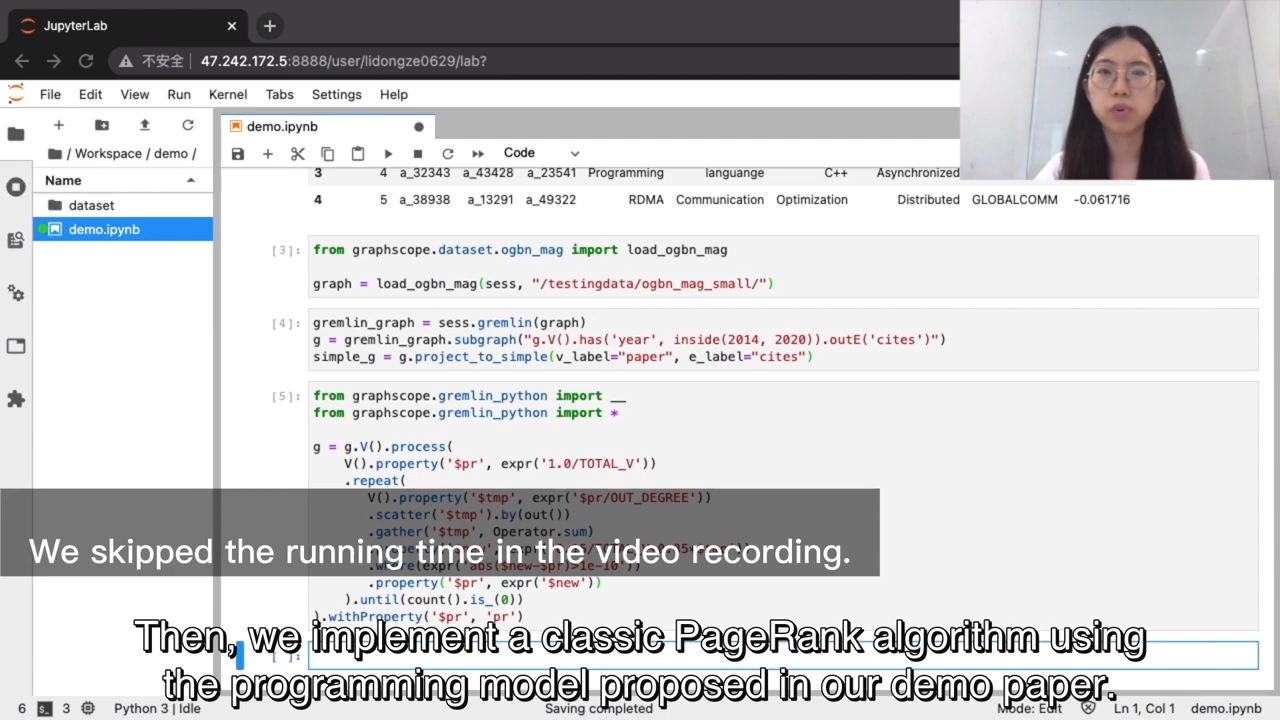 JupyterLab
不安全 47.242.172.5:8888/user/lidongze0629/lab?
File Edit View Run Kernel Tabs Settings Help
demo.ipynb
/ Workspace / demo /
Code
Name
dataset
demo.ipynb
3 4 a_32343 a_43428 a_23541 Programming languange C++ Asynchronized
4 5 a_38938 a_13291 a_49322 RDMA Communication Optimization Distributed GLOBALCOMM -0.061716
[3]: from graphscope.dataset.ogbn_mag import load_ogbn_mag
graph = load_ogbn_mag(sess, "/testingdata/ogbn_mag_small/")
[4]: gremlin_graph = sess.gremlin(graph)
g = gremlin_graph.subgraph("g.V().has('year', inside(2014, 2020)).outE('cites')")
simple_g = g.project_to_simple(v_label="paper", e_label="cites")
[5]: from graphscope.gremlin_python import __
from graphscope.gremlin_python import *
g = g.V().process(
V().property('$pr', expr('1.0/TOTAL_V'))
.repeat(
V().property('$tmp', expr('$pr/OUT_DEGREE'))
.scatter('$tmp').by(out())
.gather('$tmp', Operator.sum)
.where(expr('abs($new-$pr)>1e-10'))
.property('$pr', expr('$new'))
).until(count().is_(0))
).withProperty('$pr', 'pr')
[ ]:
We skipped the running time in the video recording.
Then, we implement a classic PageRank algorithm using
the programming model proposed in our demo paper.
6 3 Python 3 | Idle Saving completed Mode: Edit Ln 1, Col 1 demo.ipynb